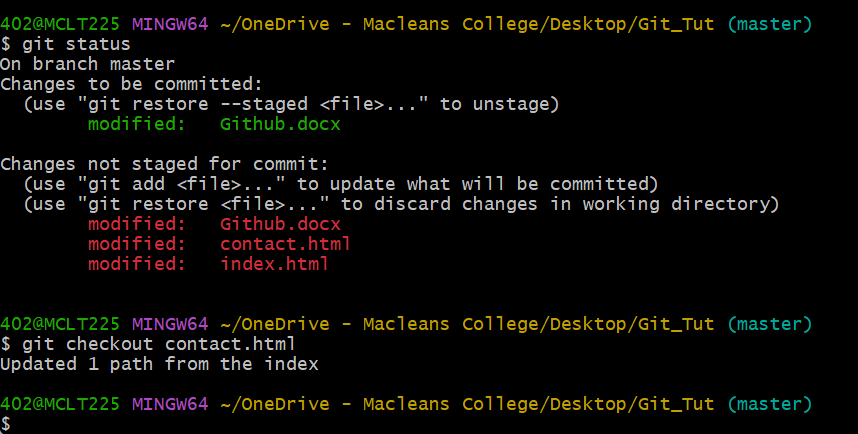 402@MCLT225 MINGW64 ~/OneDrive - Macleans College/Desktop/Git_Tut (master)
$ git status
On branch master
Changes to be committed:
  (use "git restore --staged <file>..." to unstage)
        modified:   Github.docx

Changes not staged for commit:
  (use "git add <file>..." to update what will be committed)
  (use "git restore <file>..." to discard changes in working directory)
        modified:   Github.docx
        modified:   contact.html
        modified:   index.html


402@MCLT225 MINGW64 ~/OneDrive - Macleans College/Desktop/Git_Tut (master)
$ git checkout contact.html
Updated 1 path from the index

402@MCLT225 MINGW64 ~/OneDrive - Macleans College/Desktop/Git_Tut (master)
$